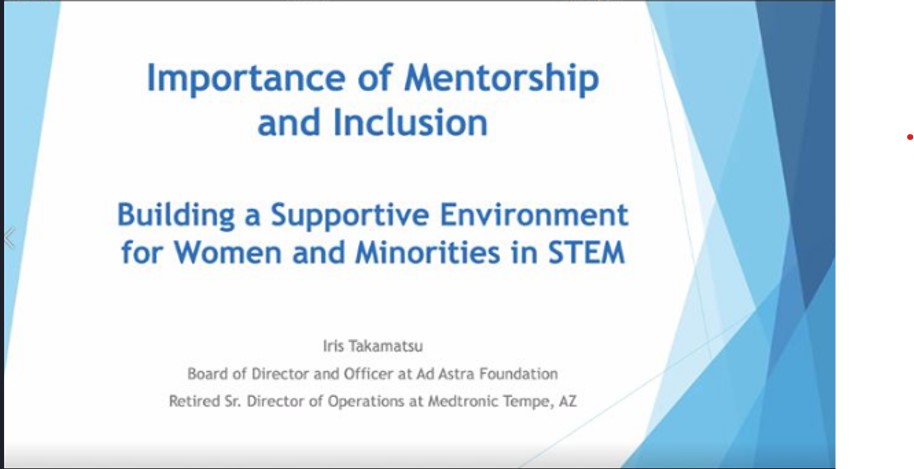 Importance of Mentorship
and Inclusion
Building a Supportive Environment
for Women and Minorities in STEM
Iris Takamatsu
Board of Director and Officer at Ad Astra Foundation
Retired Sr. Director of Operations at Medtronic Tempe, AZ